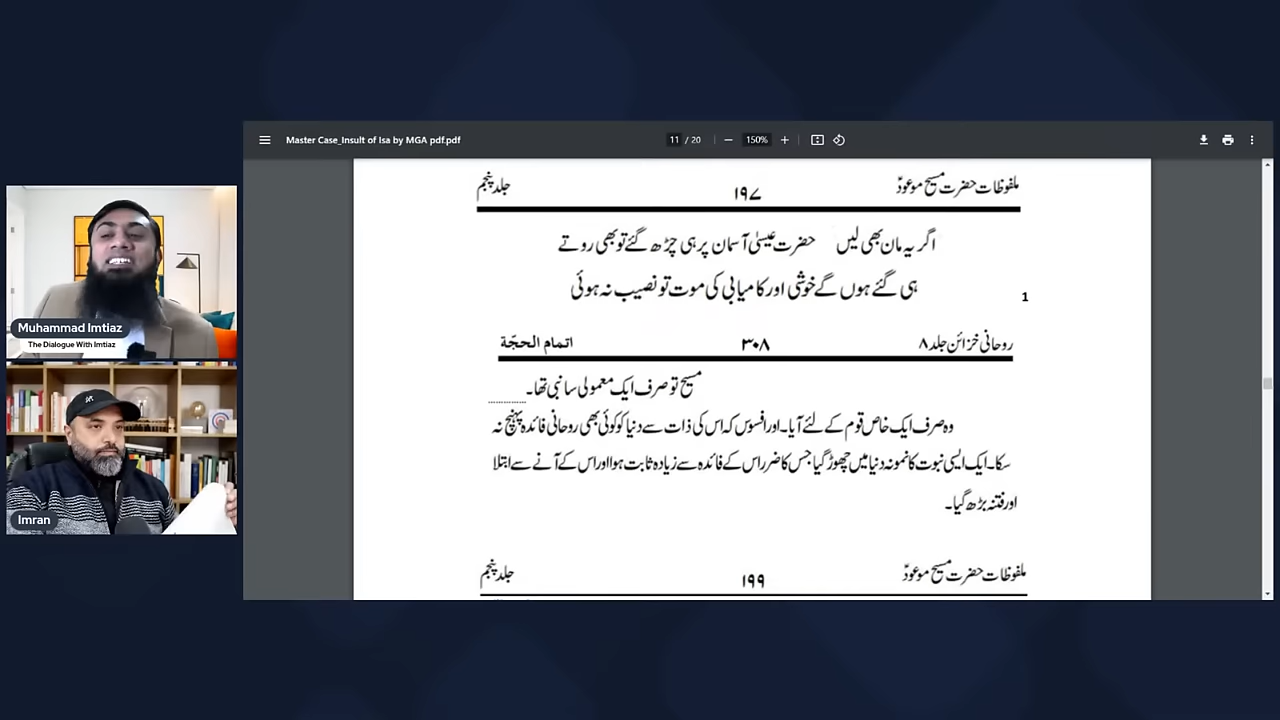 Master Case_Insult of Isa by MGA pdf.pdf
11 / 20
150%
ملفوظات حضرت مسیح موعودؑ ۱۹۷ جلد پنجم
اگر یہ مان بھی لیں حضرت عیسیٰ آسمان پر ہی چڑھ گئے تو بھی روتے
ہی گئے ہوں گے خوشی اور کامیابی کی موت تو نصیب نہ ہوئی
1
روحانی خزائن جلد ۸ ۳۰۸ اتمام الحجّة
مسیح تو صرف ایک معمولی سا نبی تھا۔
وہ صرف ایک خاص قوم کے لئے آیا۔ اور افسوس کہ اس کی ذات سے دنیا کو کوئی بھی روحانی فائدہ پہنچ نہ
سکا۔ ایک ایسی نبوت کا نمونہ دنیا میں چھوڑ گیا جس کا ضرر اس کے فائدہ سے زیادہ ثابت ہوا اور اس کے آنے سے ابتلا
اور فتنہ بڑھ گیا۔
ملفوظات حضرت مسیح موعودؑ ۱۹۹ جلد پنجم
Muhammad Imtiaz
The Dialogue With Imtiaz
Imran